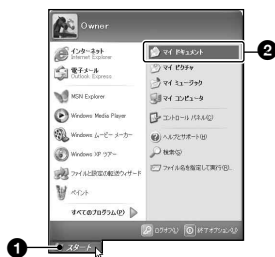 Owner
インターネット
Internet Explorer
電子メール
Outlook Express
MSN Explorer
Windows Media Player
Windows ムービー メーカー
Windows XP ツアー
ファイルと設定の転送ウィザード
ペイント
すべてのプログラム(P)
マイ ドキュメント
マイ ピクチャ
マイ ミュージック
マイ コンピュータ
コントロール パネル(C)
ヘルプとサポート(H)
検索(S)
ファイル名を指定して実行(R)...
ログオフ(L)
終了オプション(U)
スタート
1
2